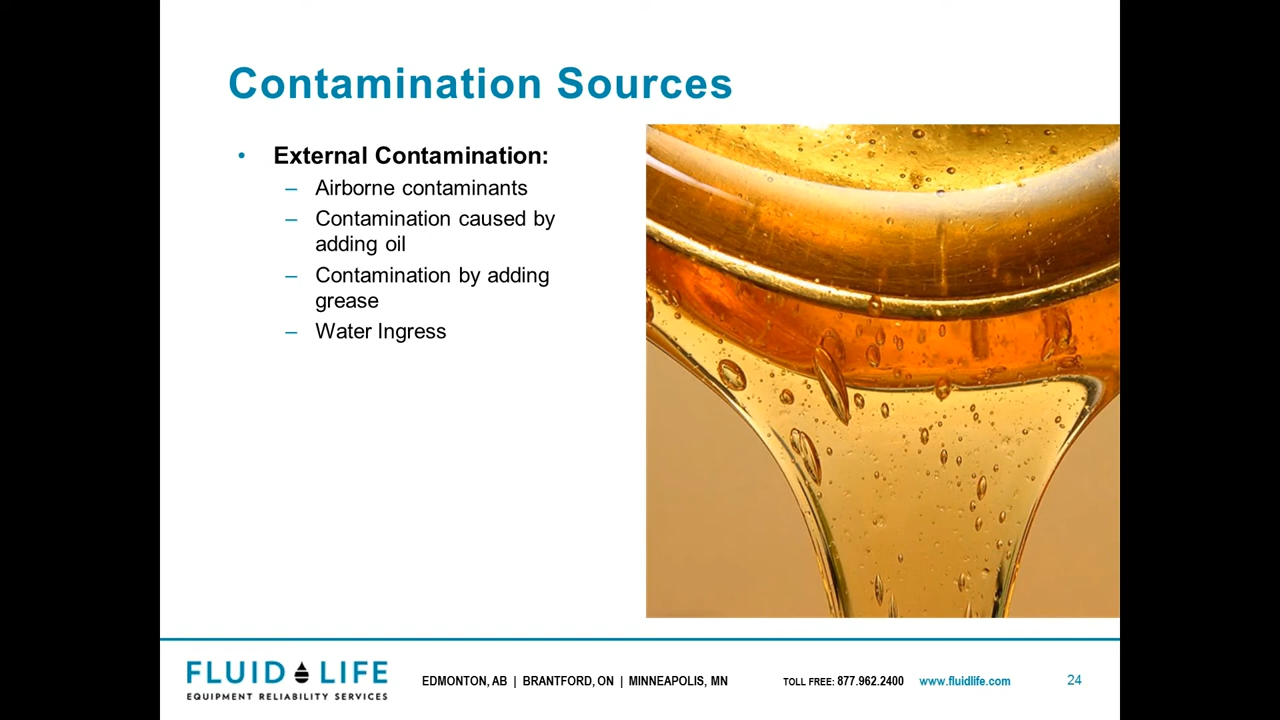 Contamination Sources
• External Contamination:
– Airborne contaminants
– Contamination caused by
adding oil
– Contamination by adding
grease
– Water Ingress
FLUID LIFE
EQUIPMENT RELIABILITY SERVICES
EDMONTON, AB | BRANTFORD, ON | MINNEAPOLIS, MN
TOLL FREE: 877.962.2400
www.fluidlife.com
24